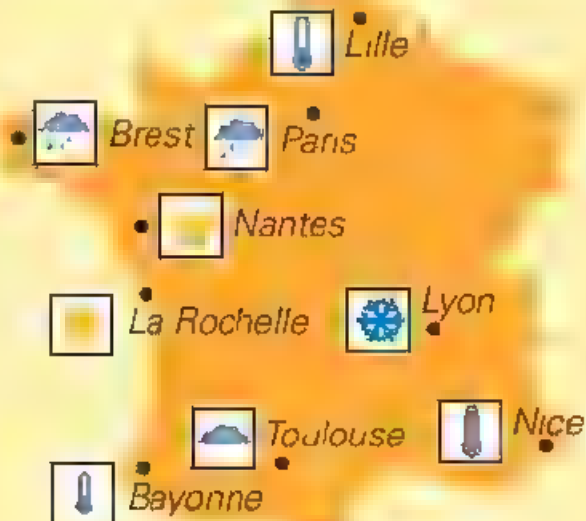 Lille
Brest
Paris
Nantes
La Rochelle
Lyon
Toulouse
Nice
Bayonne